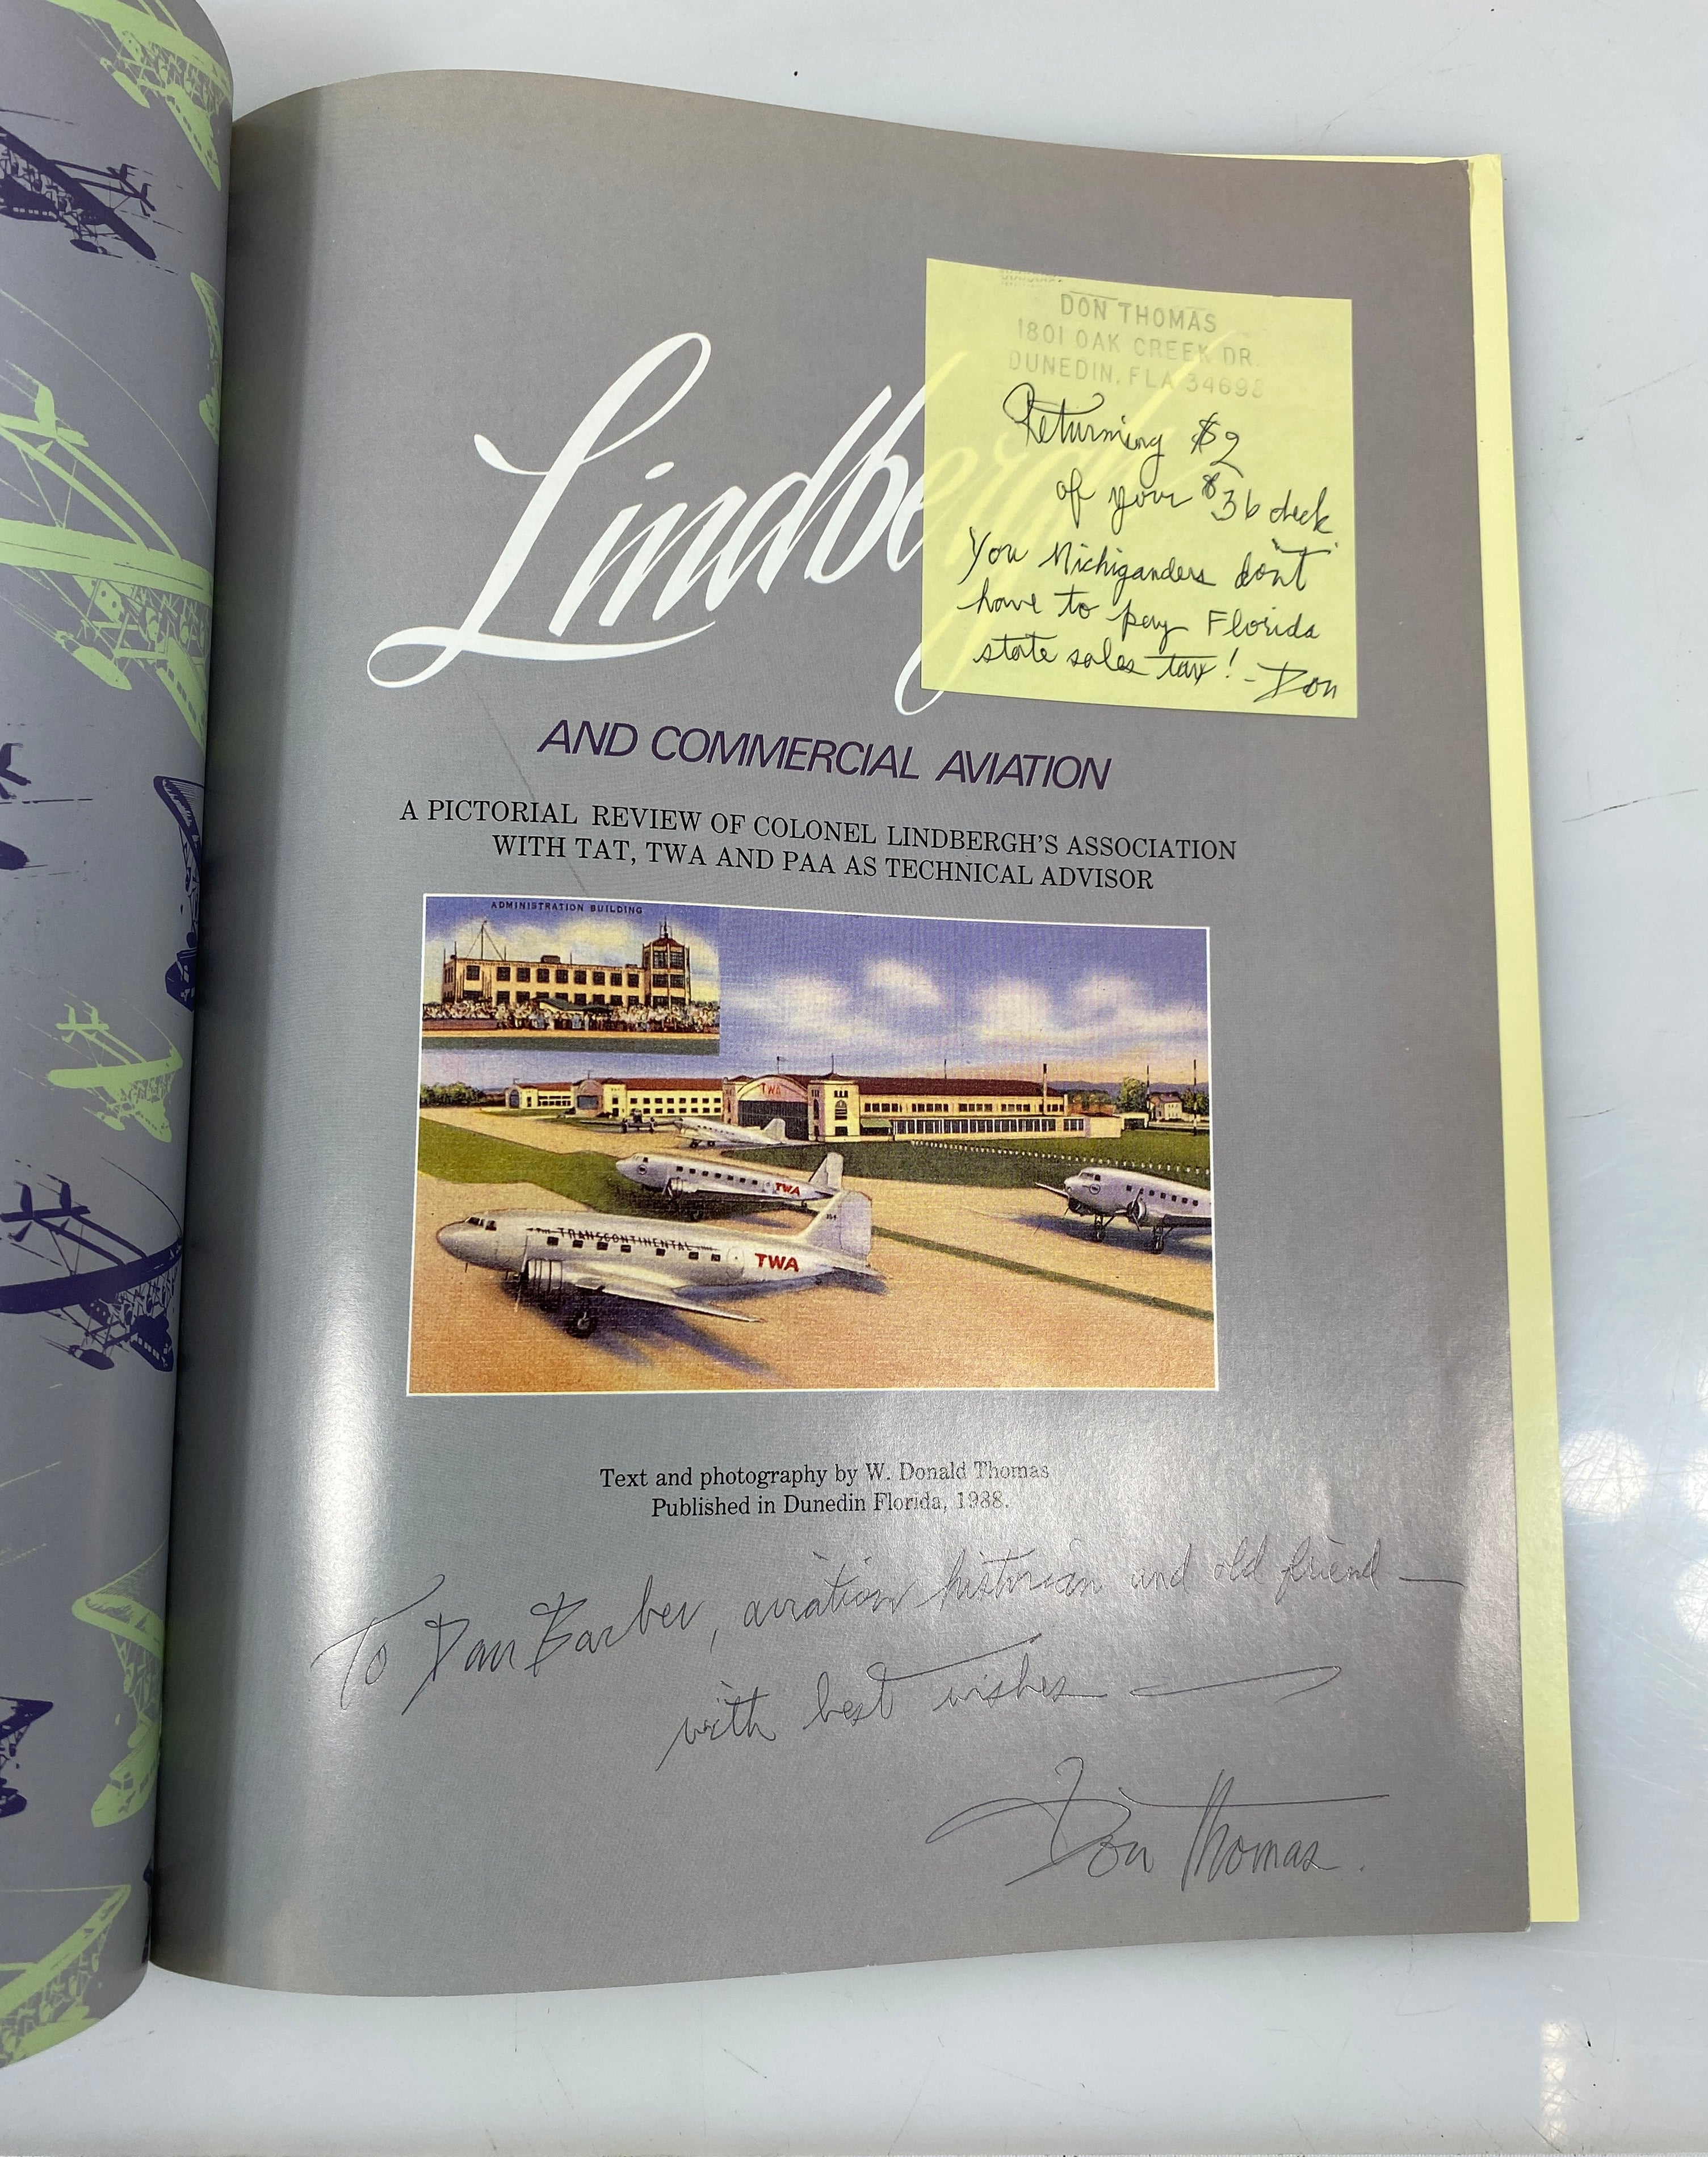 DON THOMAS
1801 OAK CREEK DR.
DUNEDIN, FLA 34698
Returning $2
of your $36 check
You Michiganders don't
have to pay Florida
state sales tax! - Don
Lindbergh
AND COMMERCIAL AVIATION
A PICTORIAL REVIEW OF COLONEL LINDBERGH'S ASSOCIATION
WITH TAT, TWA AND PAA AS TECHNICAL ADVISOR
ADMINISTRATION BUILDING
TWA
TWA
TRANSCONTINENTAL
TWA
Text and photography by W. Donald Thomas
Published in Dunedin Florida, 1988.
To Dan Barber, aviation historian and old friend —
with best wishes
Don Thomas.